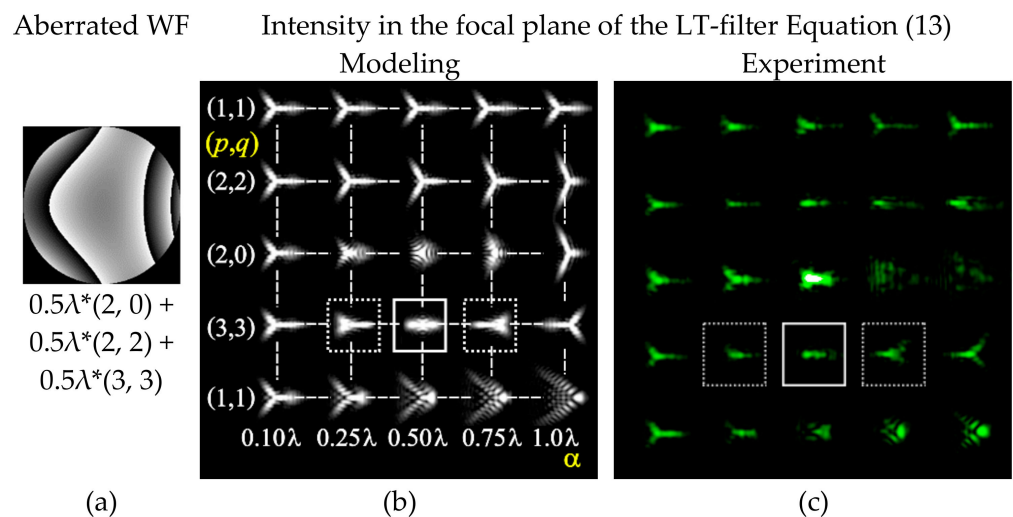 Aberrated WF
Intensity in the focal plane of the LT-filter Equation (13)
Modeling
Experiment
(1,1)
(p,q)
(2,2)
(2,0)
(3,3)
(1,1)
0.10λ 0.25λ 0.50λ 0.75λ 1.0λ
α
0.5λ*(2, 0) +
0.5λ*(2, 2) +
0.5λ*(3, 3)
(a)
(b)
(c)